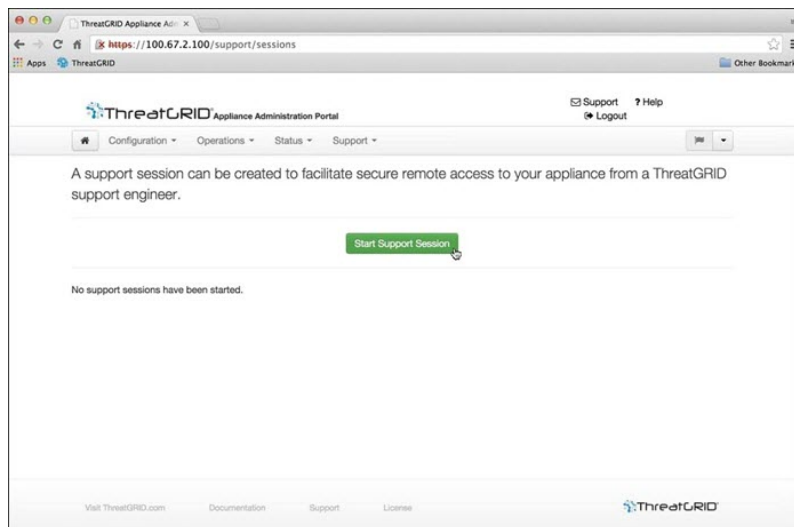 ThreatGRID Appliance Adm
https://100.67.2.100/support/sessions
Apps ThreatGRID Other Bookmark
ThreatGRID Appliance Administration Portal
Support ? Help
Logout
Configuration Operations Status Support
A support session can be created to facilitate secure remote access to your appliance from a ThreatGRID
support engineer.
Start Support Session
No support sessions have been started.
Visit ThreatGRID.com Documentation Support License ThreatGRID